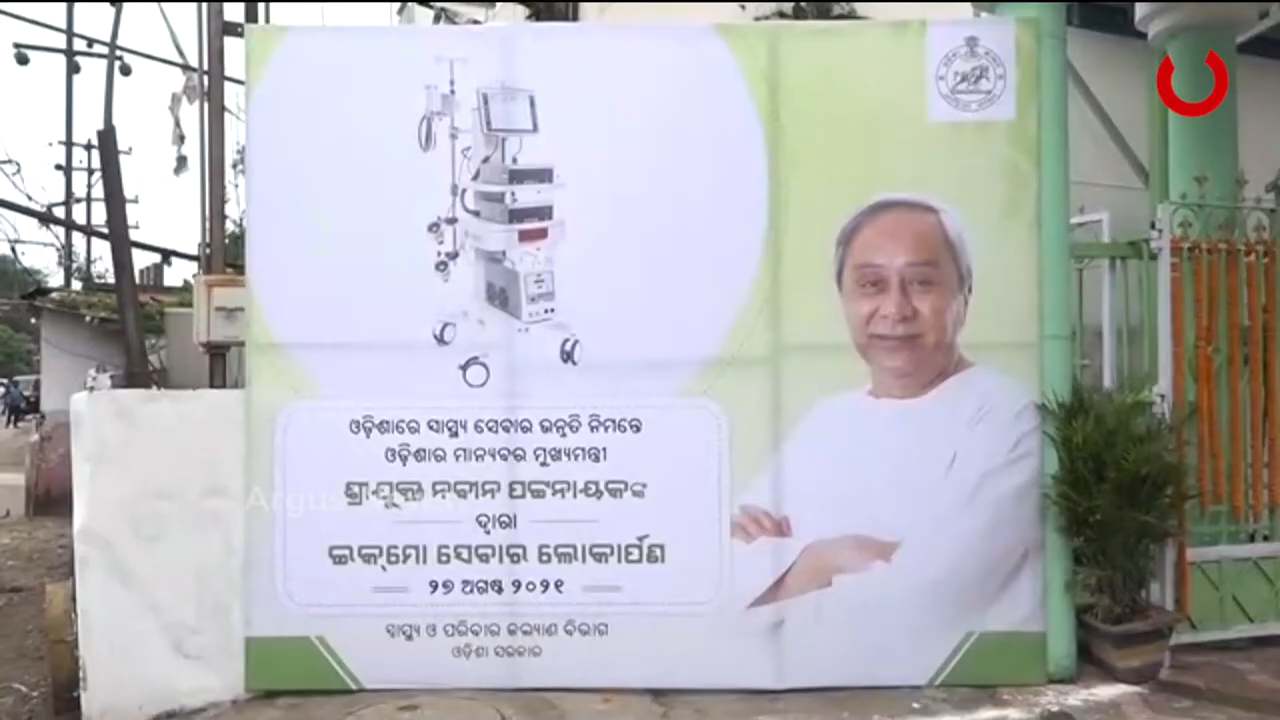 ଓଡ଼ିଶାରେ ସ୍ୱାସ୍ଥ୍ୟ ସେବାର ଉନ୍ନତି ନିମନ୍ତେ
ଓଡ଼ିଶାର ମାନ୍ୟବର ମୁଖ୍ୟମନ୍ତ୍ରୀ
ଶ୍ରୀଯୁକ୍ତ ନବୀନ ପଟ୍ଟନାୟକଙ୍କ
ଦ୍ୱାରା
ଇକ୍‌ମୋ ସେବାର ଲୋକାର୍ପଣ
୨୭ ଅଗଷ୍ଟ ୨୦୨୧
ସ୍ୱାସ୍ଥ୍ୟ ଓ ପରିବାର କଲ୍ୟାଣ ବିଭାଗ
ଓଡ଼ିଶା ସରକାର
Argus